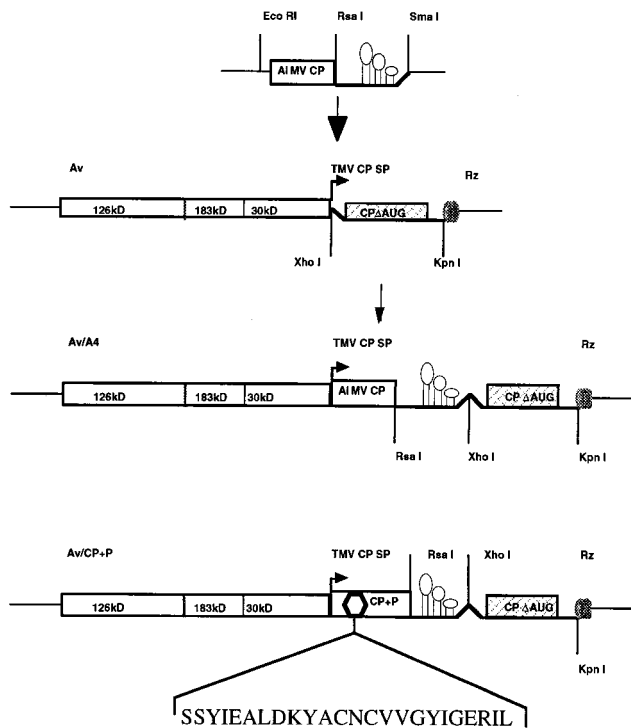 Eco RI Rsa I Sma I
Al MV CP
Av TMV CP SP Rz
126kD 183kD 30kD CPΔAUG
Xho I Kpn I
Av/A4 TMV CP SP Rz
126kD 183kD 30kD Al MV CP CP ΔAUG
Rsa I Xho I Kpn I
Av/CP+P TMV CP SP Rsa I Xho I Rz
126kD 183kD 30kD CP+P CP ΔAUG
Kpn I
SSYIEALDKYACNCVVGYIGERIL